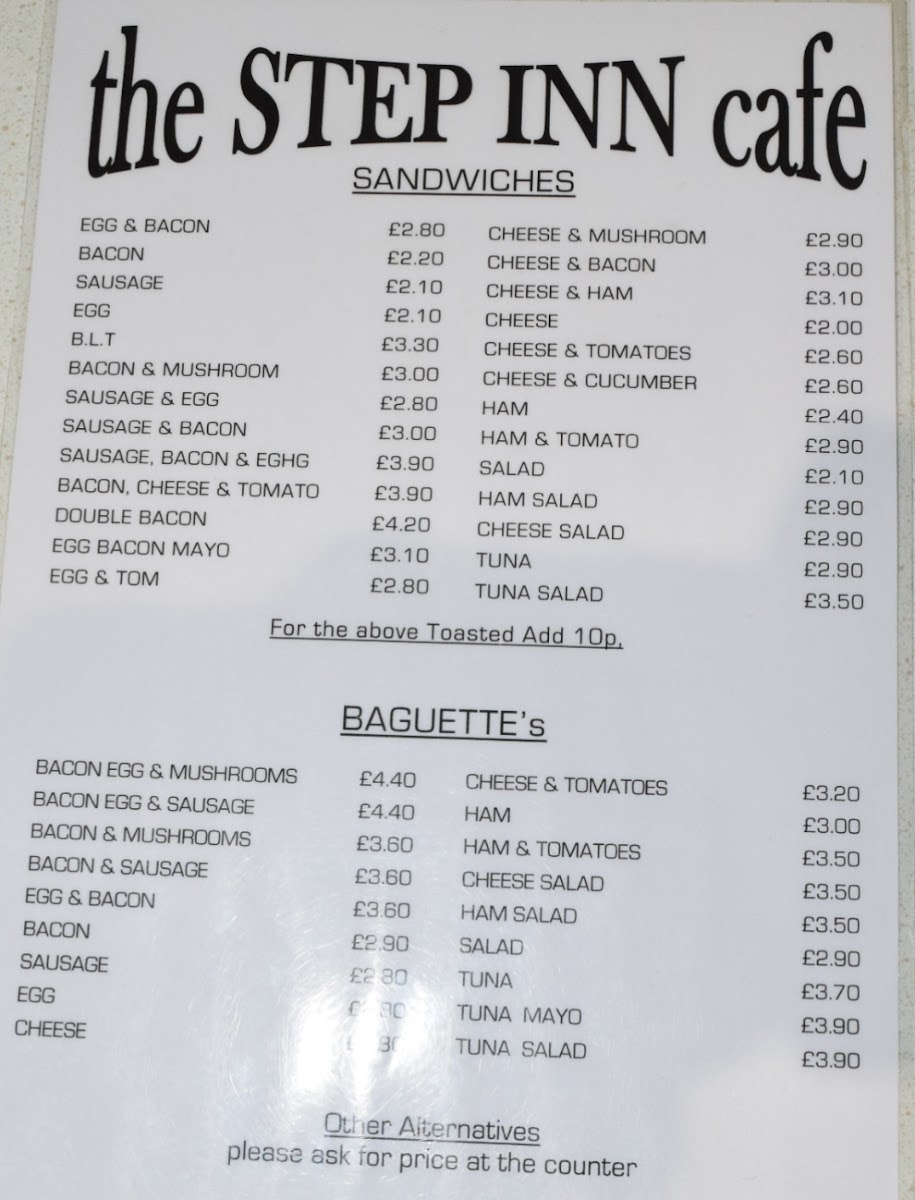 the STEP INN cafe
SANDWICHES
EGG & BACON £2.80
BACON £2.20
SAUSAGE £2.10
EGG £2.10
B.L.T £3.30
BACON & MUSHROOM £3.00
SAUSAGE & EGG £2.80
SAUSAGE & BACON £3.00
SAUSAGE, BACON & EGHG £3.90
BACON, CHEESE & TOMATO £3.90
DOUBLE BACON £4.20
EGG BACON MAYO £3.10
EGG & TOM £2.80
CHEESE & MUSHROOM £2.90
CHEESE & BACON £3.00
CHEESE & HAM £3.10
CHEESE £2.00
CHEESE & TOMATOES £2.60
CHEESE & CUCUMBER £2.60
HAM £2.40
HAM & TOMATO £2.90
SALAD £2.10
HAM SALAD £2.90
CHEESE SALAD £2.90
TUNA £2.90
TUNA SALAD £3.50
For the above Toasted Add 10p,
BAGUETTE's
BACON EGG & MUSHROOMS £4.40
BACON EGG & SAUSAGE £4.40
BACON & MUSHROOMS £3.60
BACON & SAUSAGE £3.60
EGG & BACON £3.60
BACON £2.90
SAUSAGE £2.80
EGG
CHEESE
CHEESE & TOMATOES £3.20
HAM £3.00
HAM & TOMATOES £3.50
CHEESE SALAD £3.50
HAM SALAD £3.50
SALAD £2.90
TUNA £3.70
TUNA MAYO £3.90
TUNA SALAD £3.90
Other Alternatives
please ask for price at the counter